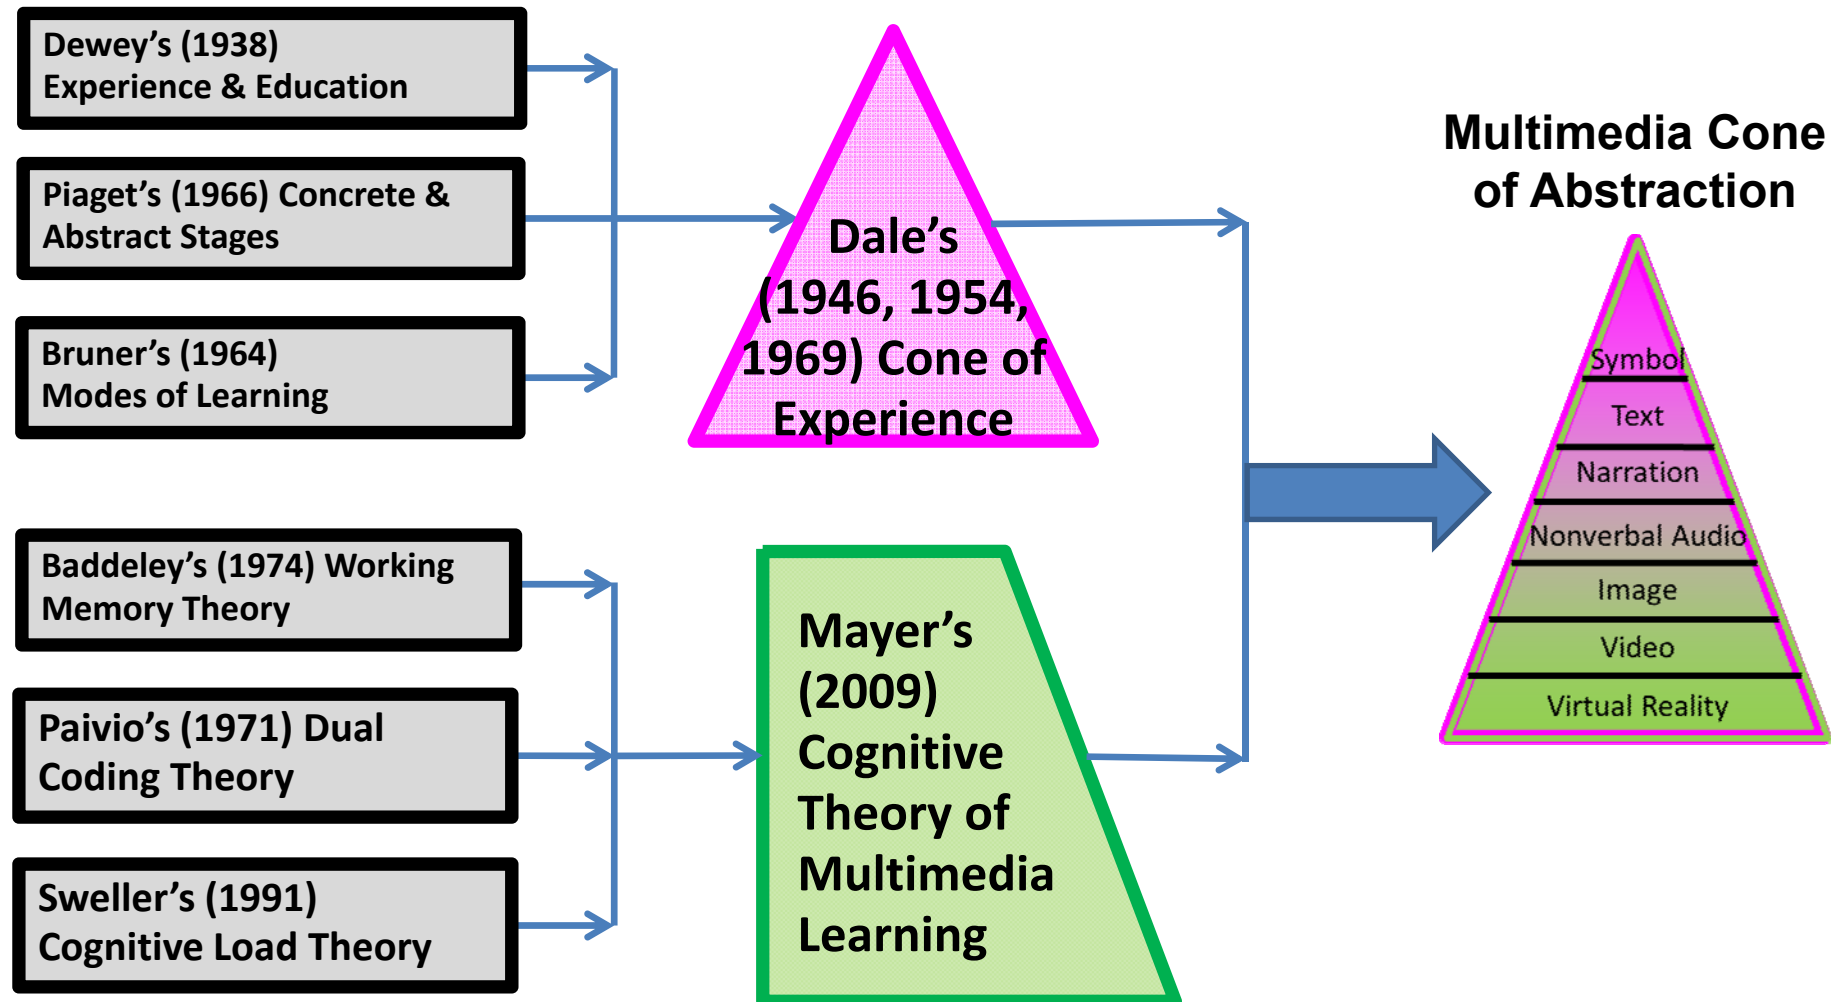 Dewey’s (1938)
Experience & Education
Piaget’s (1966) Concrete &
Abstract Stages
Bruner’s (1964)
Modes of Learning
Dale’s
(1946, 1954,
1969) Cone of
Experience
Baddeley’s (1974) Working
Memory Theory
Paivio’s (1971) Dual
Coding Theory
Sweller’s (1991)
Cognitive Load Theory
Mayer’s
(2009)
Cognitive
Theory of
Multimedia
Learning
Multimedia Cone
of Abstraction
Symbol
Text
Narration
Nonverbal Audio
Image
Video
Virtual Reality